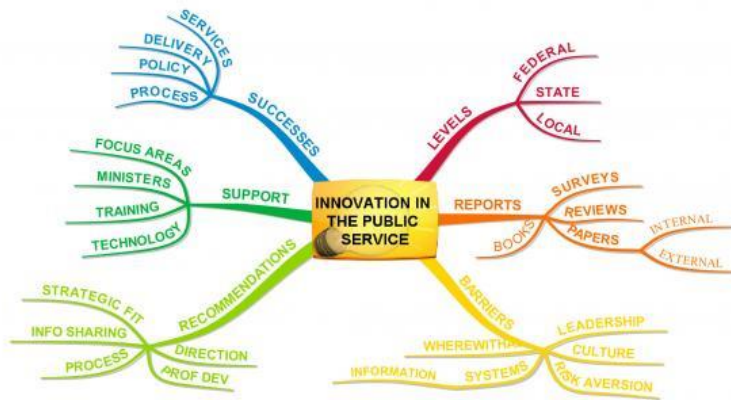 SERVICES
DELIVERY
POLICY
PROCESS
SUCCESSES
FOCUS AREAS
MINISTERS
TRAINING
TECHNOLOGY
SUPPORT
STRATEGIC FIT
INFO SHARING
PROCESS
DIRECTION
PROF DEV
RECOMMENDATIONS
INNOVATION IN
THE PUBLIC
SERVICE
LEVELS
FEDERAL
STATE
LOCAL
REPORTS
SURVEYS
REVIEWS
PAPERS
INTERNAL
EXTERNAL
BOOKS
BARRIERS
LEADERSHIP
CULTURE
RISK AVERSION
WHEREWITHAL
SYSTEMS
INFORMATION